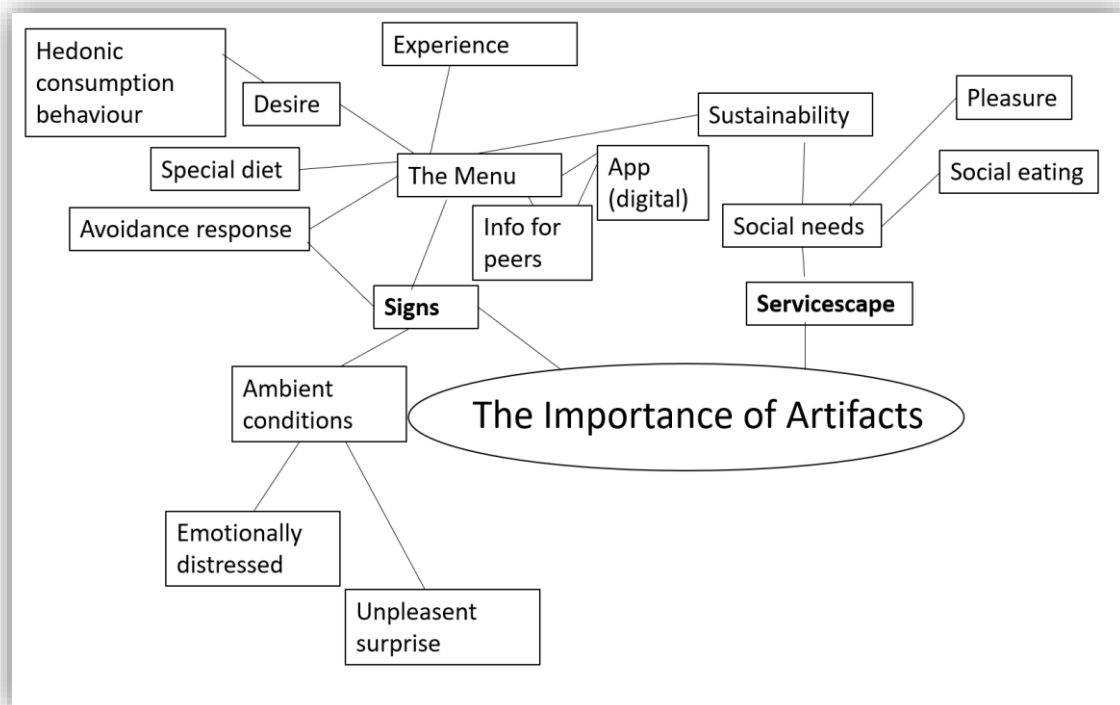 Hedonic
consumption
behaviour
Experience
Desire
Sustainability
Pleasure
Special diet
The Menu
App
(digital)
Social eating
Avoidance response
Info for
peers
Social needs
Signs
Servicescape
Ambient
conditions
The Importance of Artifacts
Emotionally
distressed
Unpleasent
surprise